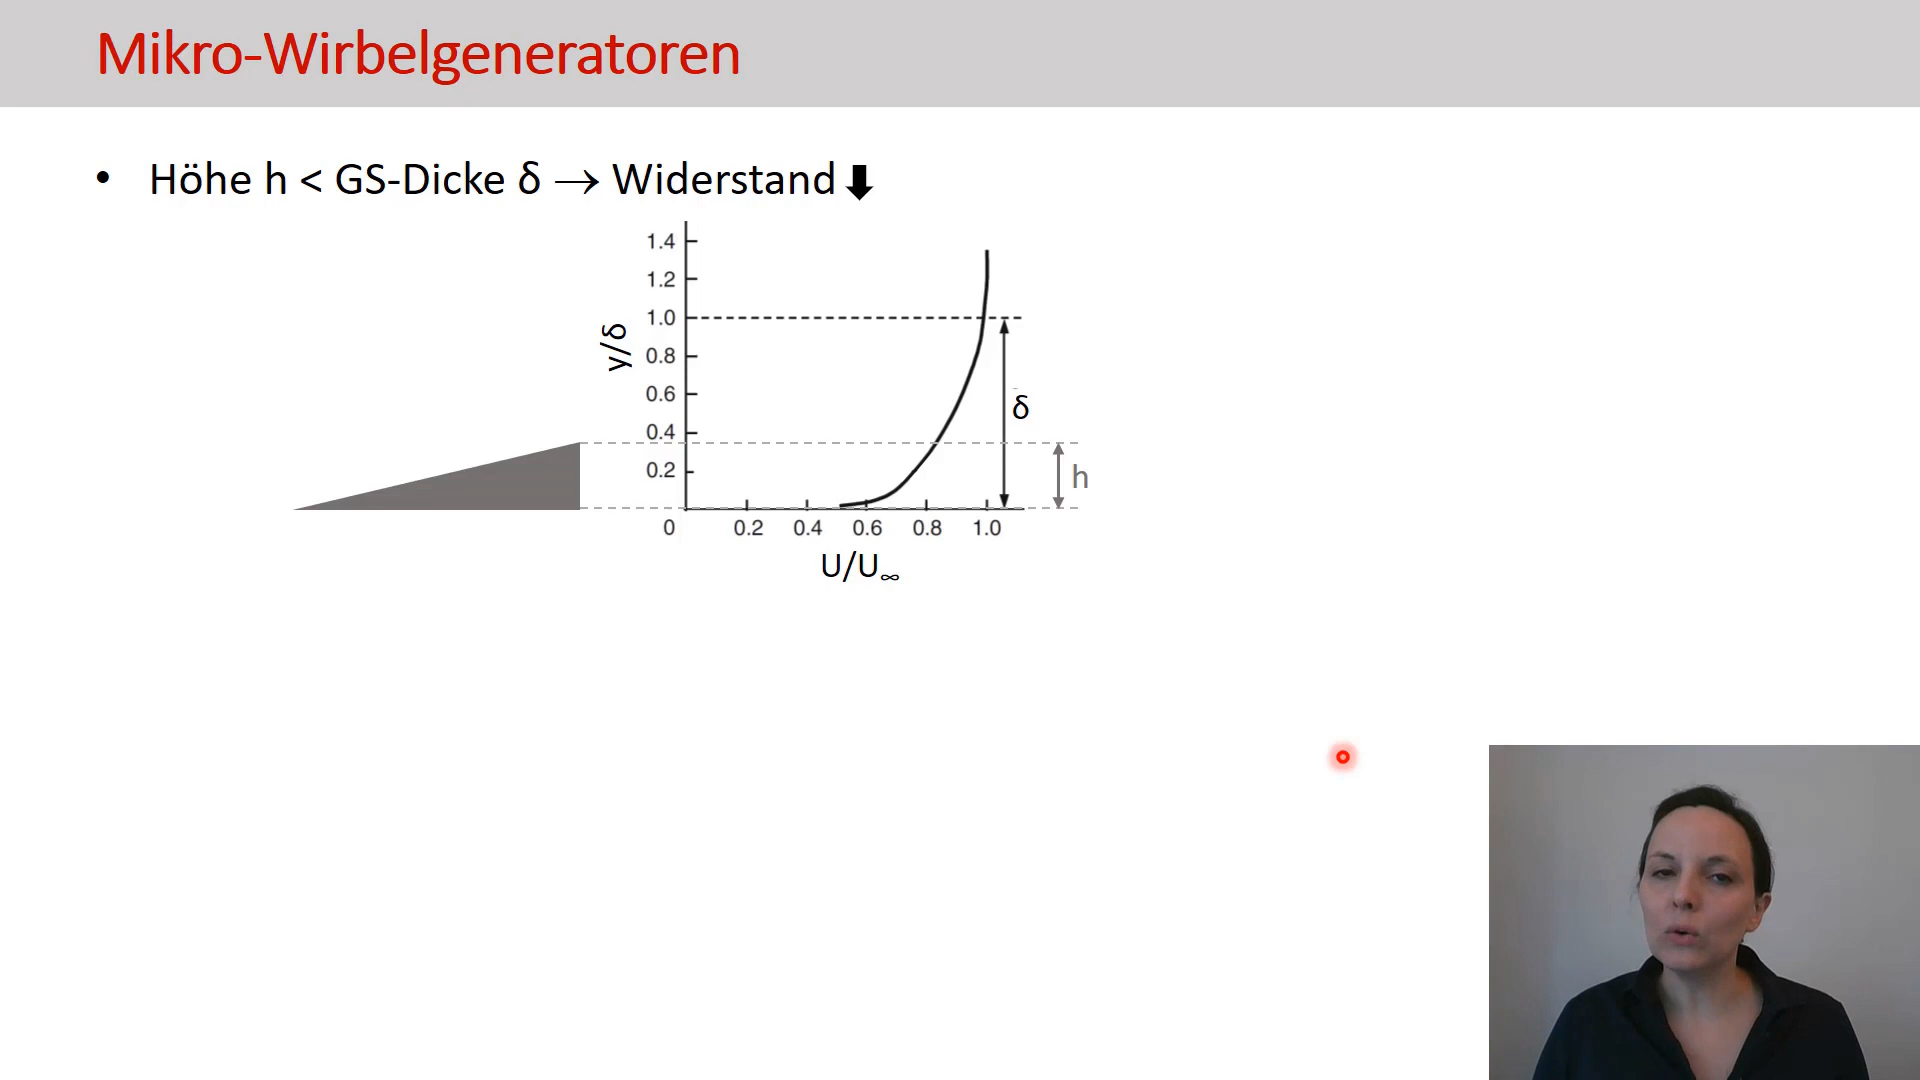 Mikro-Wirbelgeneratoren
• Höhe h < GS-Dicke δ → Widerstand ⬇
1.4
1.2
1.0
0.8
0.6
0.4
0.2
y/δ
δ
h
0 0.2 0.4 0.6 0.8 1.0
U/U∞